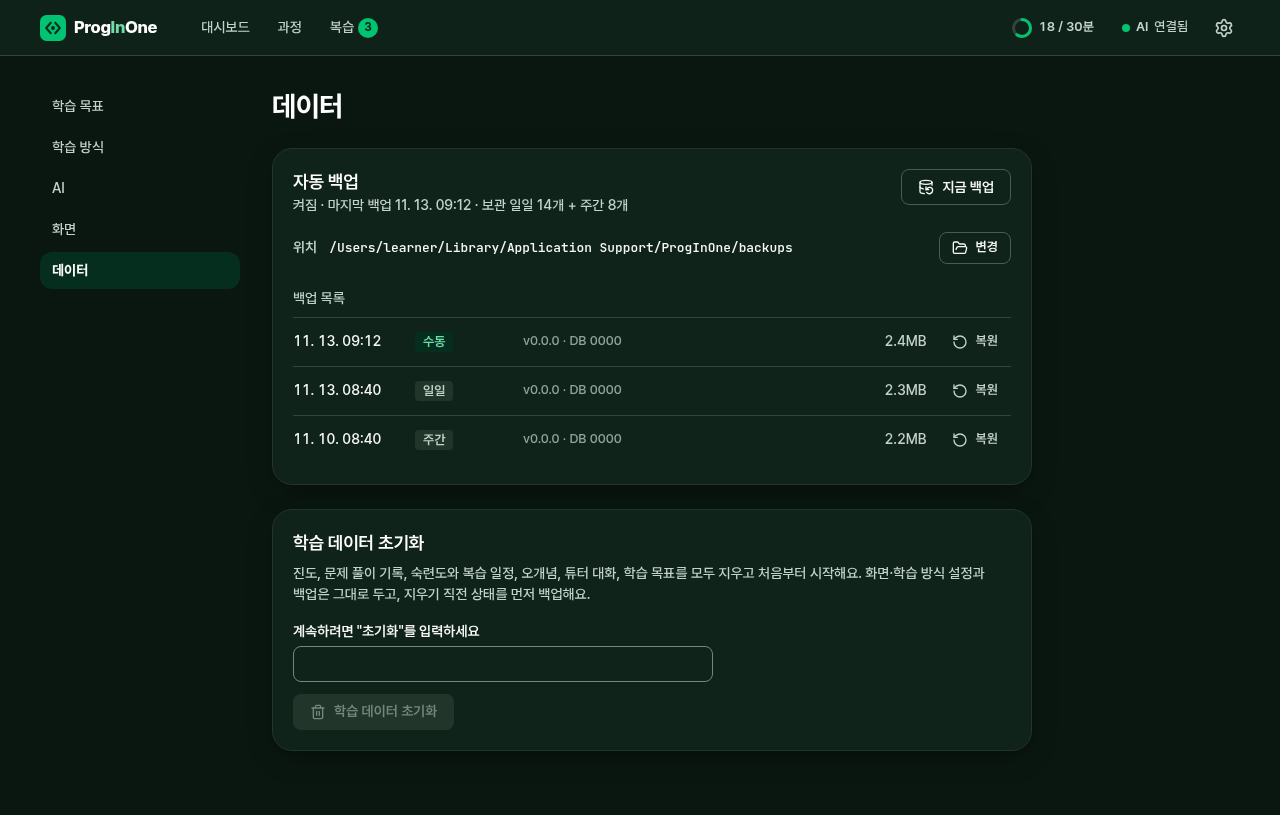 ProgInOne
대시보드
과정
복습 3
18 / 30분
AI 연결됨
학습 목표
학습 방식
AI
화면
데이터
데이터
자동 백업
켜짐 · 마지막 백업 11. 13. 09:12 · 보관 일일 14개 + 주간 8개
지금 백업
위치 /Users/learner/Library/Application Support/ProgInOne/backups
변경
백업 목록
11. 13. 09:12 수동 v0.0.0 · DB 0000 2.4MB 복원
11. 13. 08:40 일일 v0.0.0 · DB 0000 2.3MB 복원
11. 10. 08:40 주간 v0.0.0 · DB 0000 2.2MB 복원
학습 데이터 초기화
진도, 문제 풀이 기록, 숙련도와 복습 일정, 오개념, 튜터 대화, 학습 목표를 모두 지우고 처음부터 시작해요. 화면·학습 방식 설정과
백업은 그대로 두고, 지우기 직전 상태를 먼저 백업해요.
계속하려면 "초기화"를 입력하세요
학습 데이터 초기화